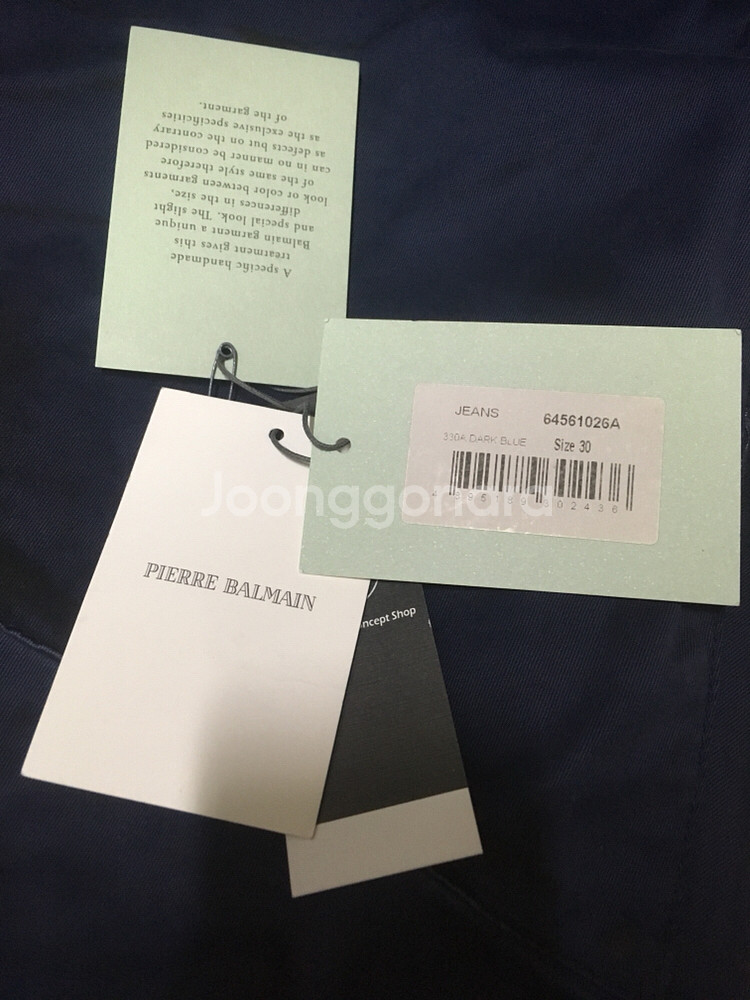 A specific handmade
treatment gives this
Balmain garment a unique
and special look. The slight
differences in the size,
look or color between garments
of the same style therefore
can in no manner be considered
as defects but on the contrary
as the exclusive specificities
of the garment.
JEANS 64561026A
330A DARK BLUE Size 30
Joonggonara
PIERRE BALMAIN
ncept Shop